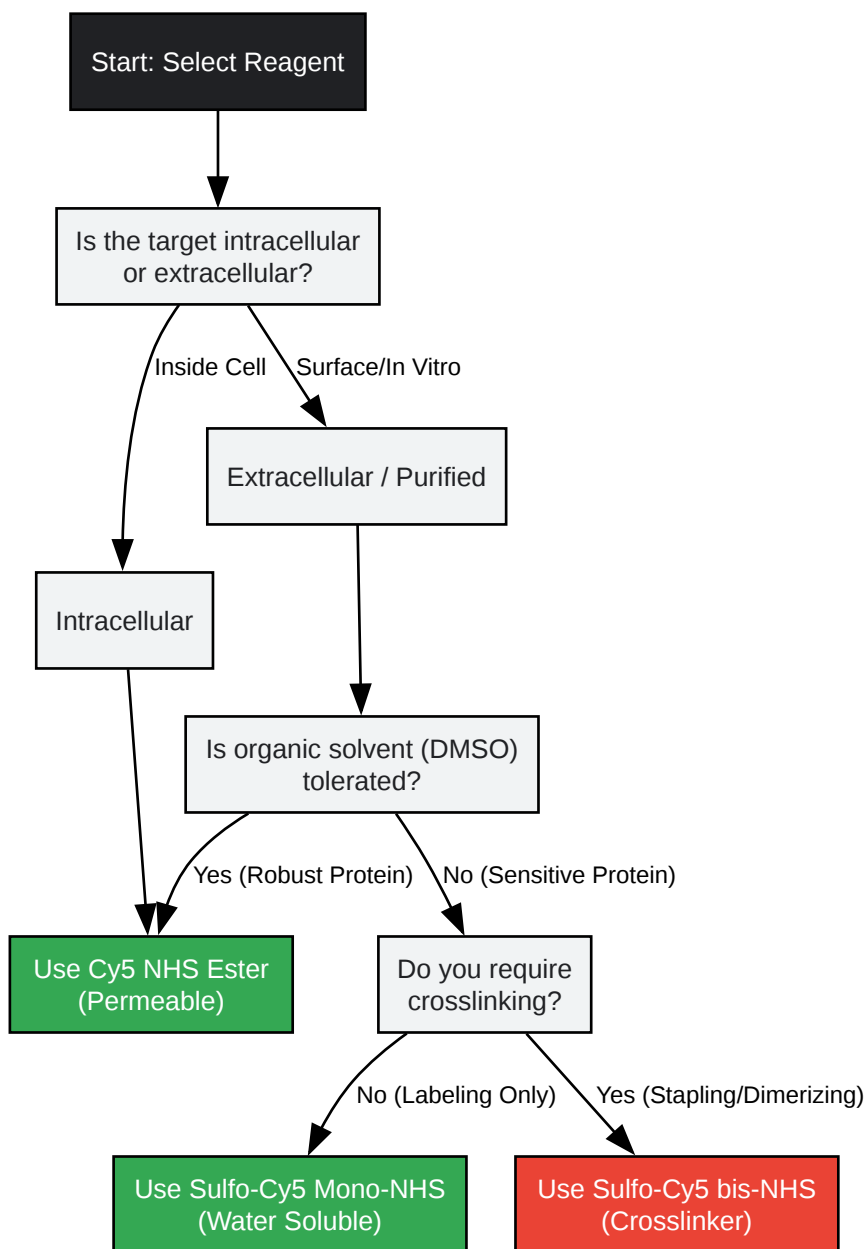 Start: Select Reagent
Is the target intracellular
or extracellular?
Inside Cell
Surface/In Vitro
Extracellular / Purified
Intracellular
Is organic solvent (DMSO)
tolerated?
Yes (Robust Protein)
No (Sensitive Protein)
Use Cy5 NHS Ester
(Permeable)
Do you require
crosslinking?
No (Labeling Only)
Yes (Stapling/Dimerizing)
Use Sulfo-Cy5 Mono-NHS
(Water Soluble)
Use Sulfo-Cy5 bis-NHS
(Crosslinker)